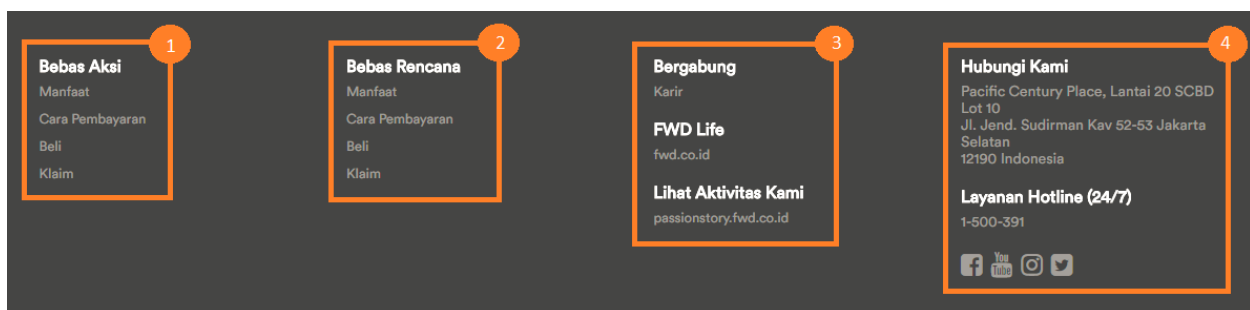 1
Bebas Aksi
Manfaat
Cara Pembayaran
Beli
Klaim
2
Bebas Rencana
Manfaat
Cara Pembayaran
Beli
Klaim
3
Bergabung
Karir
FWD Life
fwd.co.id
Lihat Aktivitas Kami
passionstory.fwd.co.id
4
Hubungi Kami
Pacific Century Place, Lantai 20 SCBD
Lot 10
Jl. Jend. Sudirman Kav 52-53 Jakarta
Selatan
12190 Indonesia
Layanan Hotline (24/7)
1-500-391
You
Tube